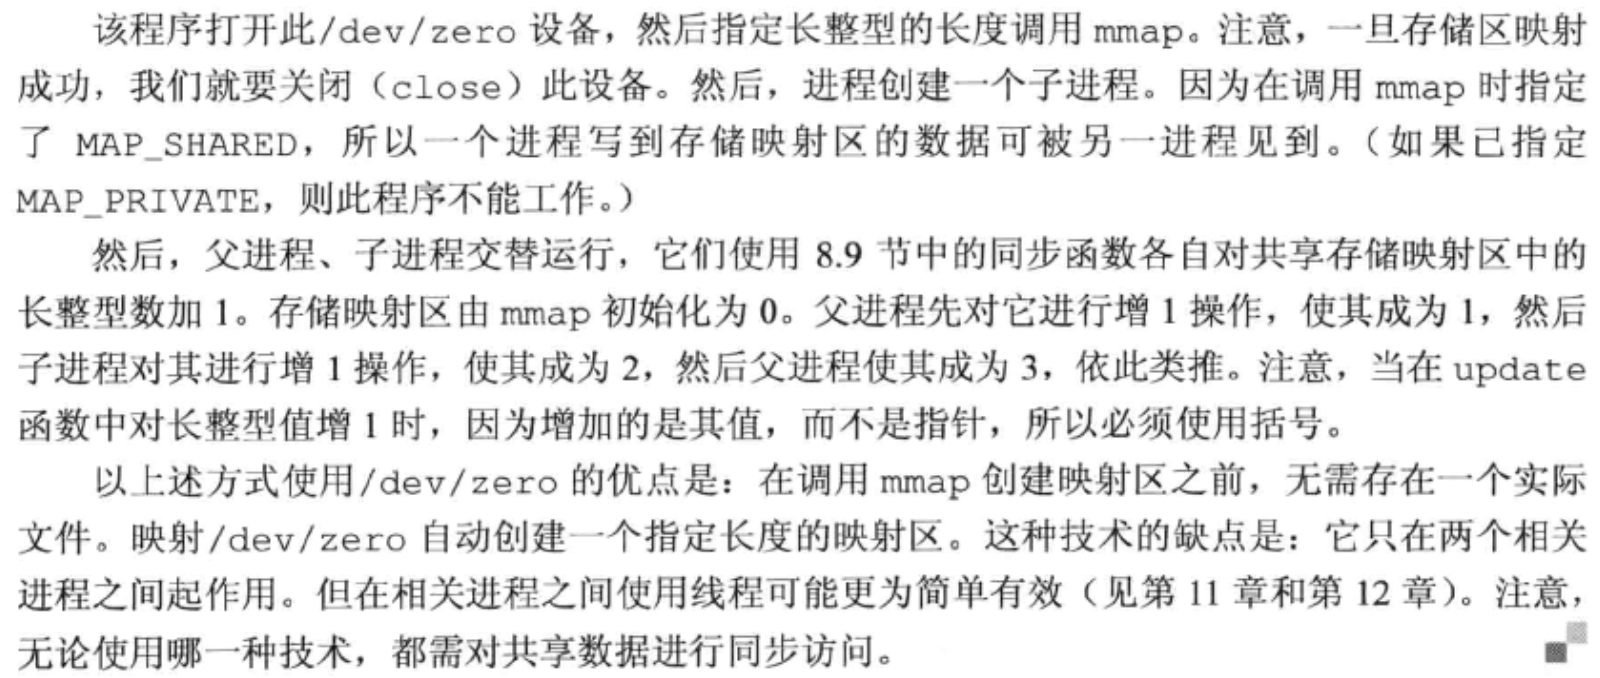 该程序打开此/dev/zero 设备，然后指定长整型的长度调用 mmap。注意，一旦存储区映射
成功，我们就要关闭（close）此设备。然后，进程创建一个子进程。因为在调用 mmap 时指定
了 MAP_SHARED，所以一个进程写到存储映射区的数据可被另一进程见到。（如果已指定
MAP_PRIVATE，则此程序不能工作。）
然后，父进程、子进程交替运行，它们使用 8.9 节中的同步函数各自对共享存储映射区中的
长整型数加 1。存储映射区由 mmap 初始化为 0。父进程先对它进行增 1 操作，使其成为 1，然后
子进程对其进行增 1 操作，使其成为 2，然后父进程使其成为 3，依此类推。注意，当在 update
函数中对长整型值增 1 时，因为增加的是其值，而不是指针，所以必须使用括号。
以上述方式使用/dev/zero 的优点是：在调用 mmap 创建映射区之前，无需存在一个实际
文件。映射/dev/zero 自动创建一个指定长度的映射区。这种技术的缺点是：它只在两个相关
进程之间起作用。但在相关进程之间使用线程可能更为简单有效（见第 11 章和第 12 章）。注意，
无论使用哪一种技术，都需对共享数据进行同步访问。